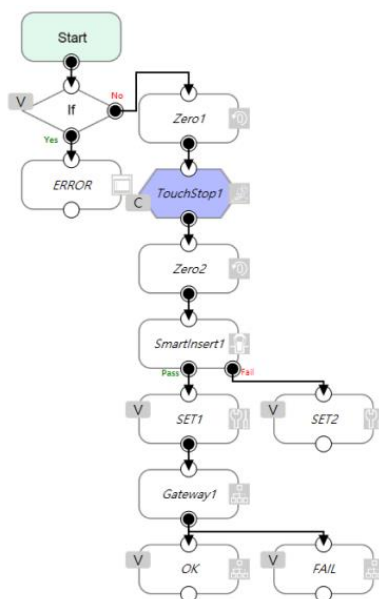 Start
V
If
No
Yes
Zero1
ERROR
TouchStop1
C
Zero2
SmartInsert1
Pass
Fail
V
SET1
V
SET2
Gateway1
V
OK
V
FAIL